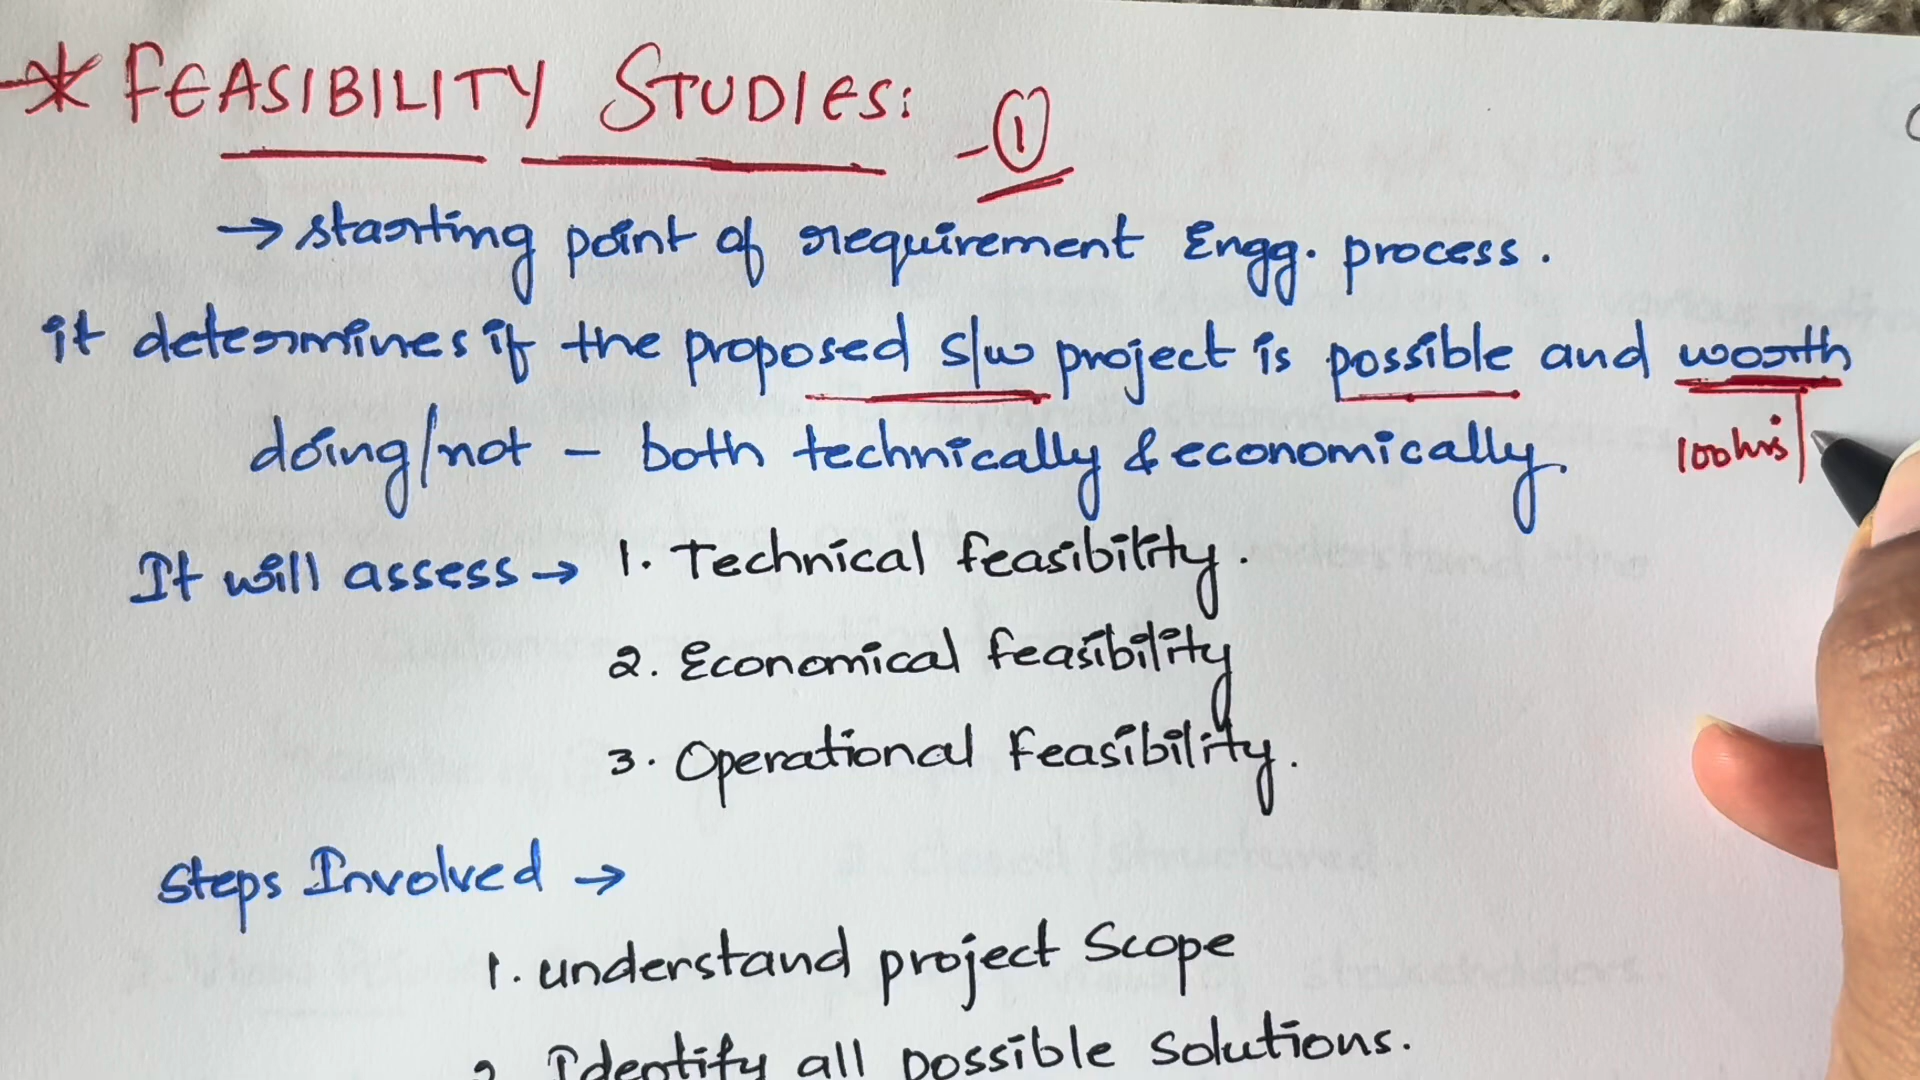 * FEASIBILITY STUDIES: - ①
→ starting point of requirement Engg. process.
it determines if the proposed s/w project is possible and worth
doing/not - both technically & economically. 100hrs
It will assess → 1. Technical feasibility.
2. Economical feasibility
3. Operational Feasibility.
Steps Involved →
1. understand project Scope
2. Identify all possible solutions.